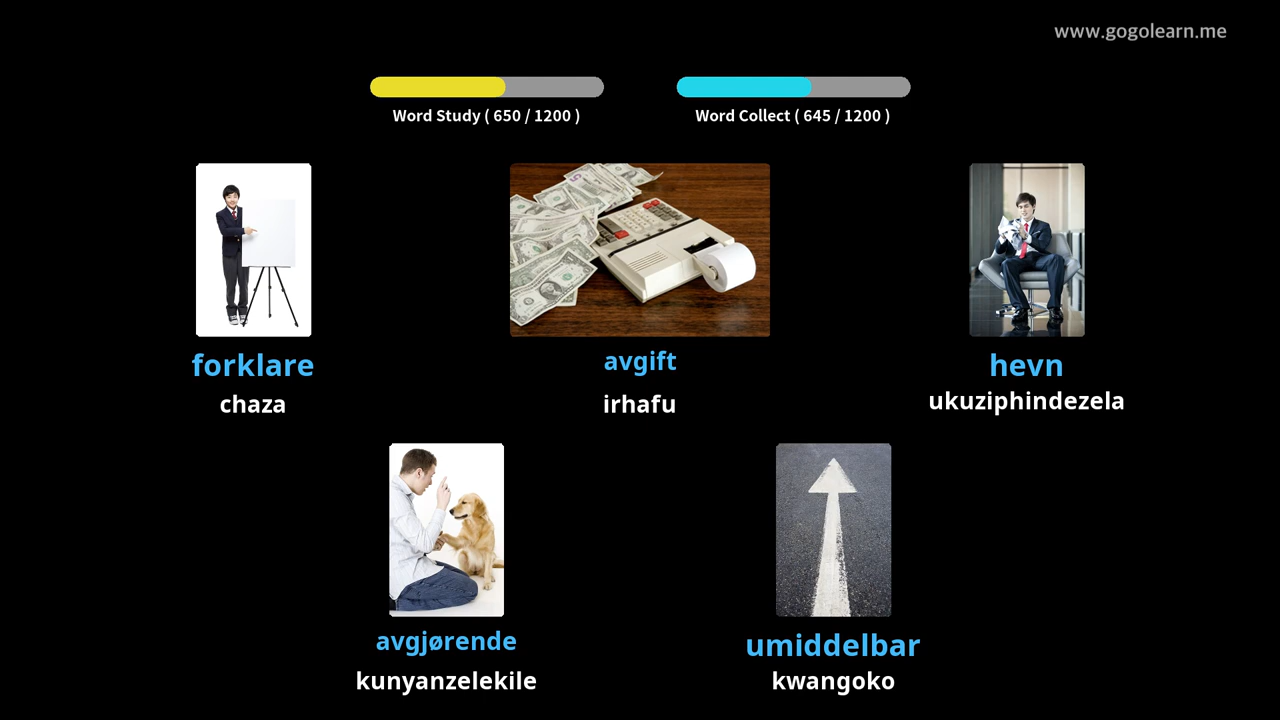 www.gogolearn.me
Word Study ( 650 / 1200 )
Word Collect ( 645 / 1200 )
forklare
chaza
avgift
irhafu
hevn
ukuziphindezela
avgjørende
kunyanzelekile
umiddelbar
kwangoko